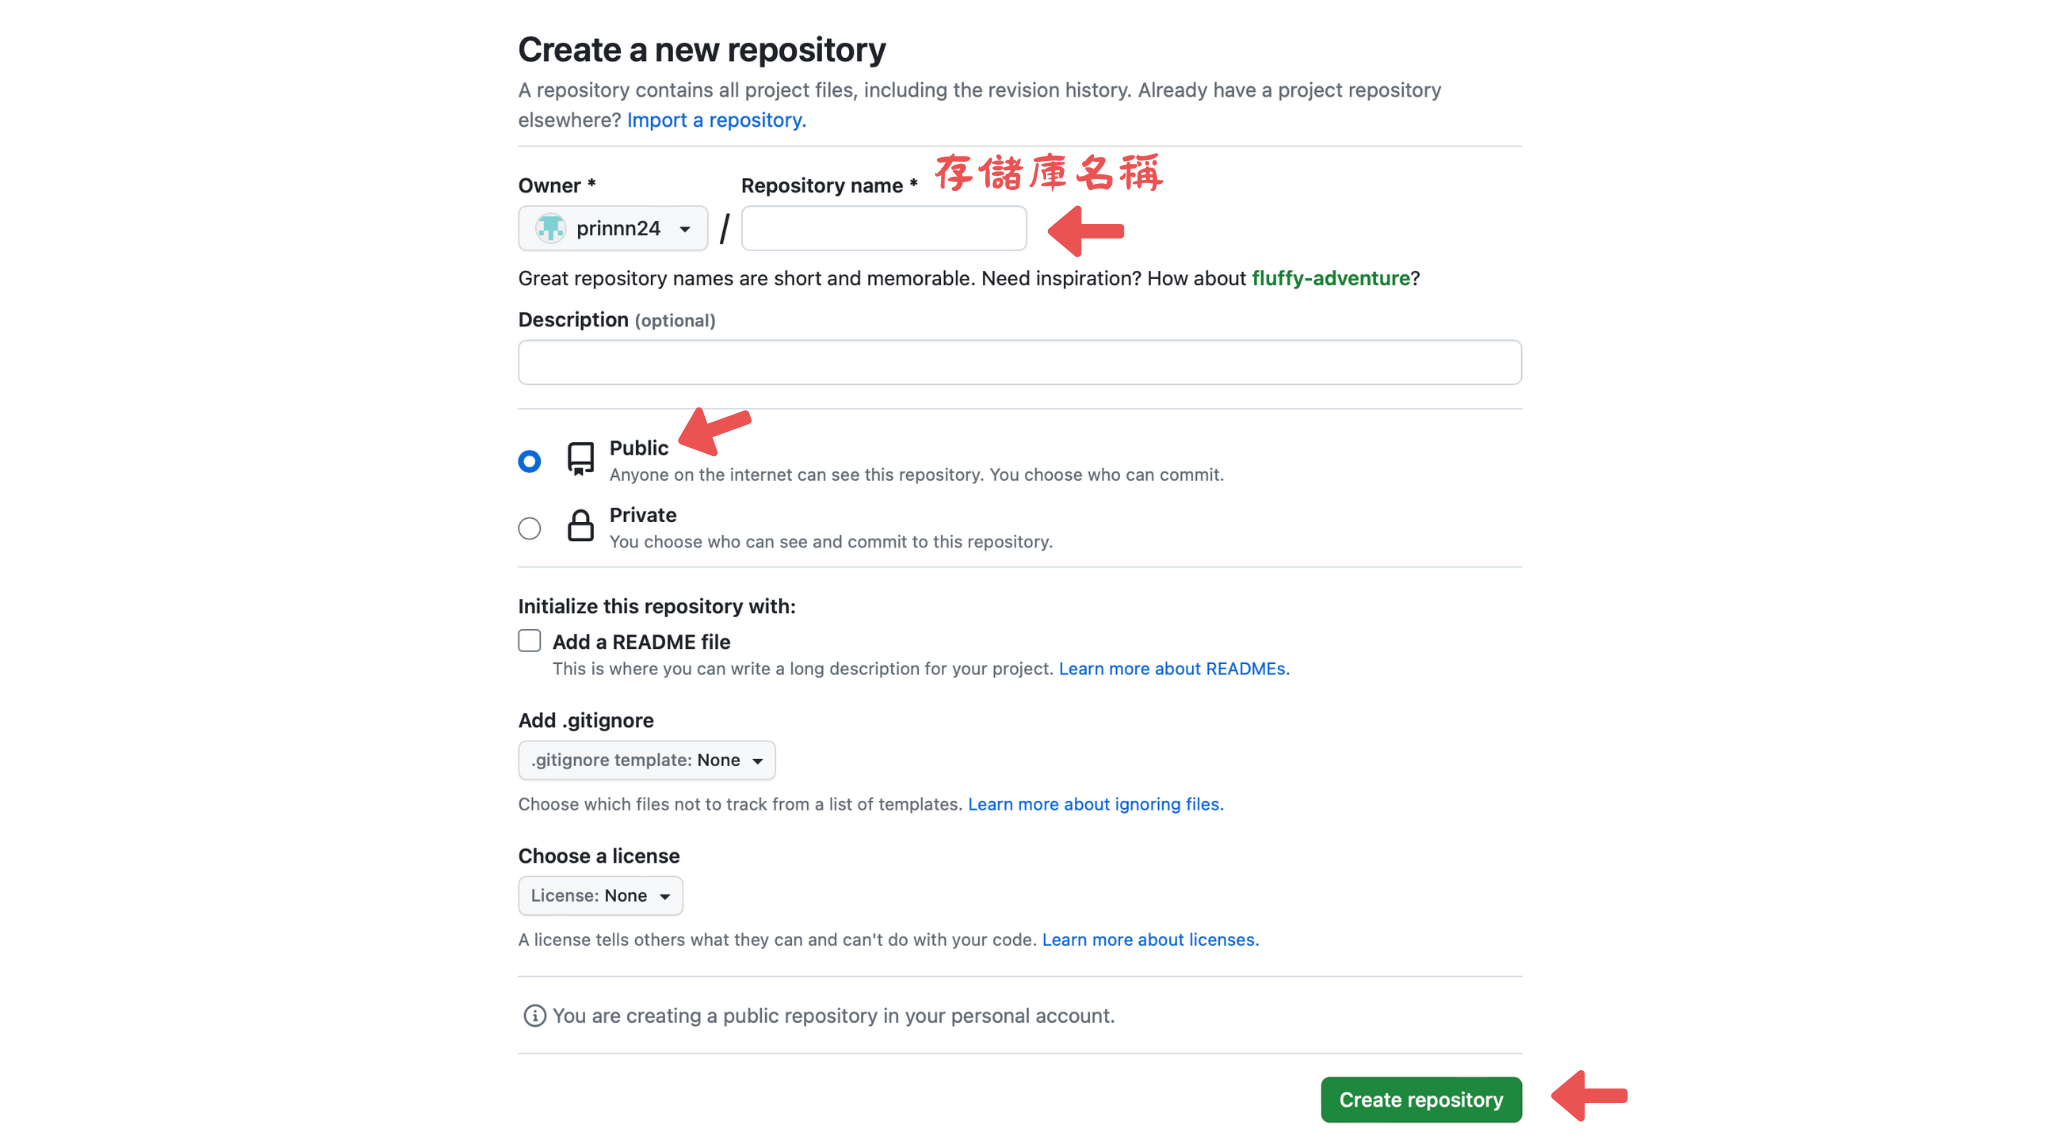 Create a new repository
A repository contains all project files, including the revision history. Already have a project repository
elsewhere? Import a repository.
存儲庫名稱
Owner *
Repository name *
prinnn24
/
Great repository names are short and memorable. Need inspiration? How about fluffy-adventure?
Description (optional)
Public
Anyone on the internet can see this repository. You choose who can commit.
Private
You choose who can see and commit to this repository.
Initialize this repository with:
Add a README file
This is where you can write a long description for your project. Learn more about READMEs.
Add .gitignore
.gitignore template: None
Choose which files not to track from a list of templates. Learn more about ignoring files.
Choose a license
License: None
A license tells others what they can and can't do with your code. Learn more about licenses.
You are creating a public repository in your personal account.
Create repository